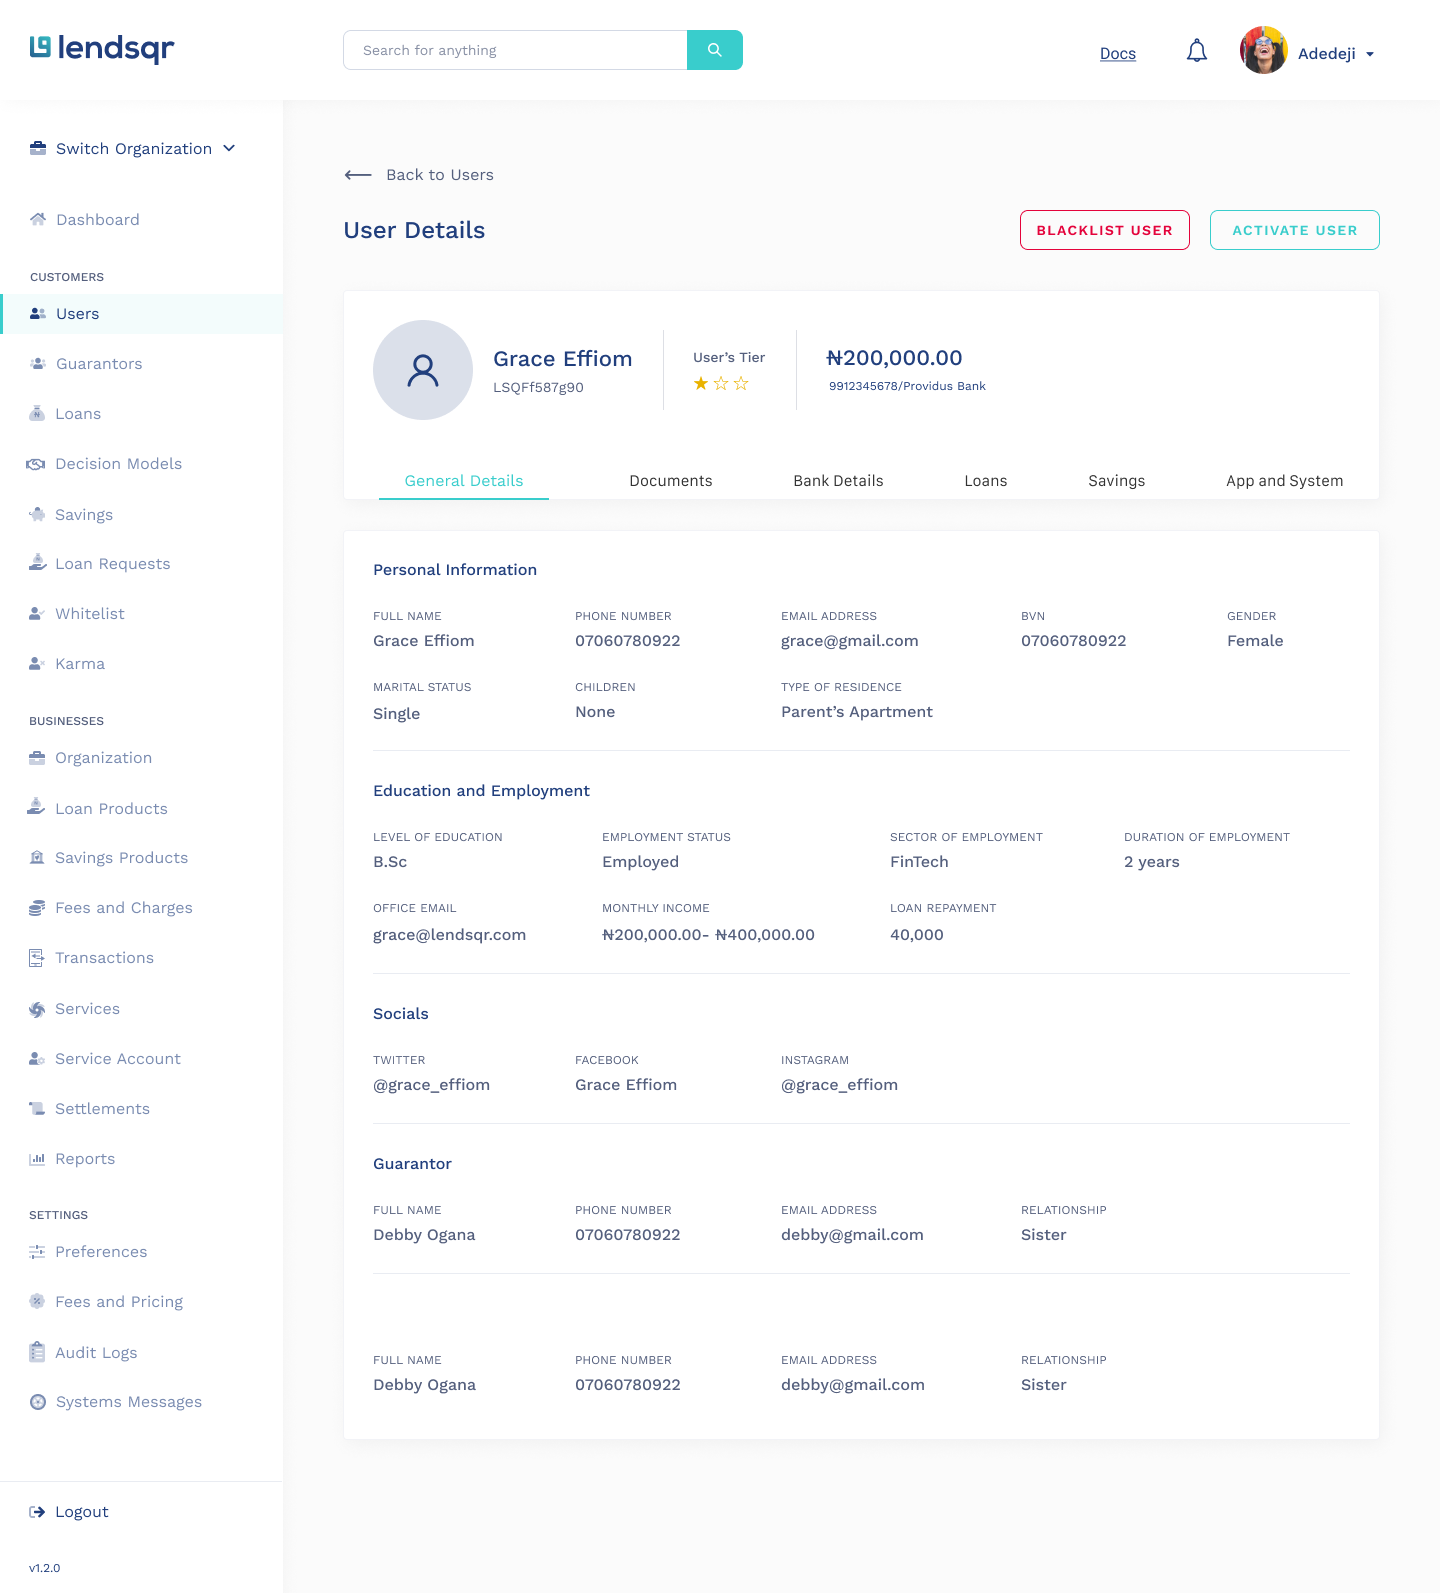 lendsqr
Search for anything
Docs
Adedeji
Switch Organization
Dashboard
CUSTOMERS
Users
Guarantors
Loans
Decision Models
Savings
Loan Requests
Whitelist
Karma
BUSINESSES
Organization
Loan Products
Savings Products
Fees and Charges
Transactions
Services
Service Account
Settlements
Reports
SETTINGS
Preferences
Fees and Pricing
Audit Logs
Systems Messages
Logout
v1.2.0
Back to Users
User Details
BLACKLIST USER
ACTIVATE USER
Grace Effiom
LSQFf587g90
User’s Tier
₦200,000.00
9912345678/Providus Bank
General Details Documents Bank Details Loans Savings App and System
Personal Information
FULL NAME PHONE NUMBER EMAIL ADDRESS BVN GENDER
Grace Effiom 07060780922 grace@gmail.com 07060780922 Female
MARITAL STATUS CHILDREN TYPE OF RESIDENCE
Single None Parent’s Apartment
Education and Employment
LEVEL OF EDUCATION EMPLOYMENT STATUS SECTOR OF EMPLOYMENT DURATION OF EMPLOYMENT
B.Sc Employed FinTech 2 years
OFFICE EMAIL MONTHLY INCOME LOAN REPAYMENT
grace@lendsqr.com ₦200,000.00- ₦400,000.00 40,000
Socials
TWITTER FACEBOOK INSTAGRAM
@grace_effiom Grace Effiom @grace_effiom
Guarantor
FULL NAME PHONE NUMBER EMAIL ADDRESS RELATIONSHIP
Debby Ogana 07060780922 debby@gmail.com Sister
FULL NAME PHONE NUMBER EMAIL ADDRESS RELATIONSHIP
Debby Ogana 07060780922 debby@gmail.com Sister